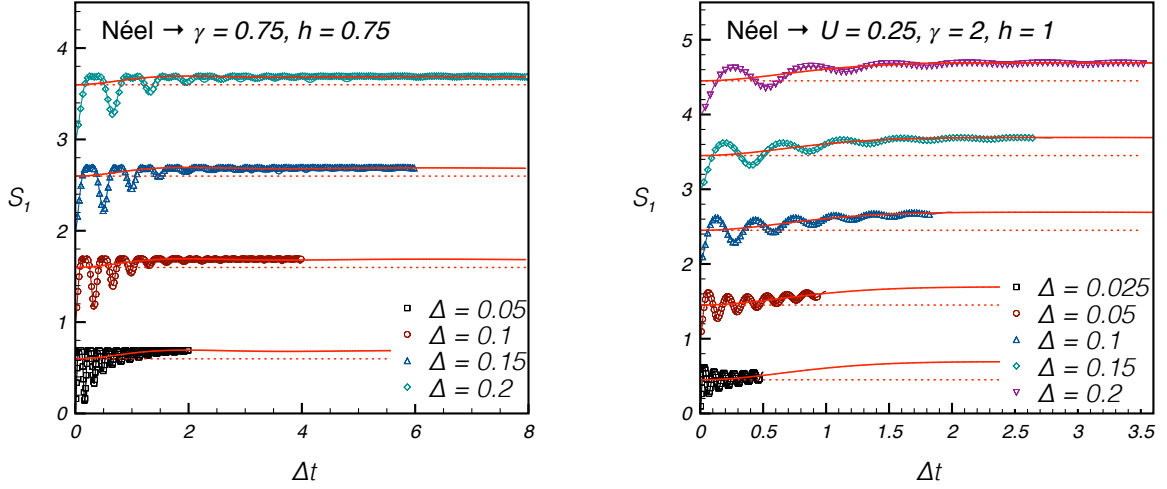 Néel → γ = 0.75, h = 0.75
4
3
2
1
0
S₁
0
2
4
6
8
Δt
Δ = 0.05
Δ = 0.1
Δ = 0.15
Δ = 0.2
Néel → U = 0.25, γ = 2, h = 1
5
4
3
2
1
0
S₁
0
0.5
1
1.5
2
2.5
3
3.5
Δt
Δ = 0.025
Δ = 0.05
Δ = 0.1
Δ = 0.15
Δ = 0.2